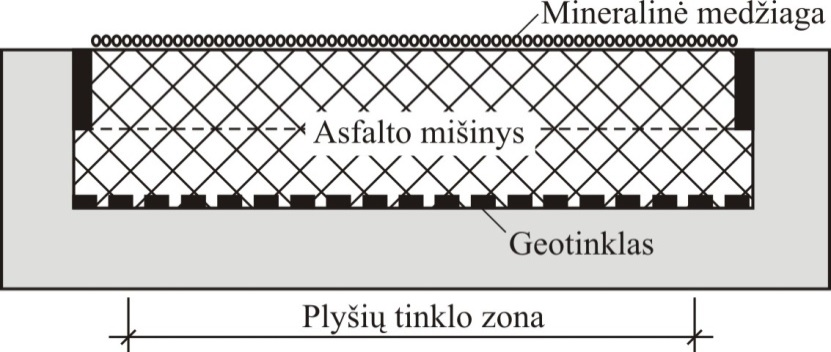 Mineralinė medžiaga
Asfalto mišinys
Geotinklas
Plyšių tinklo zona